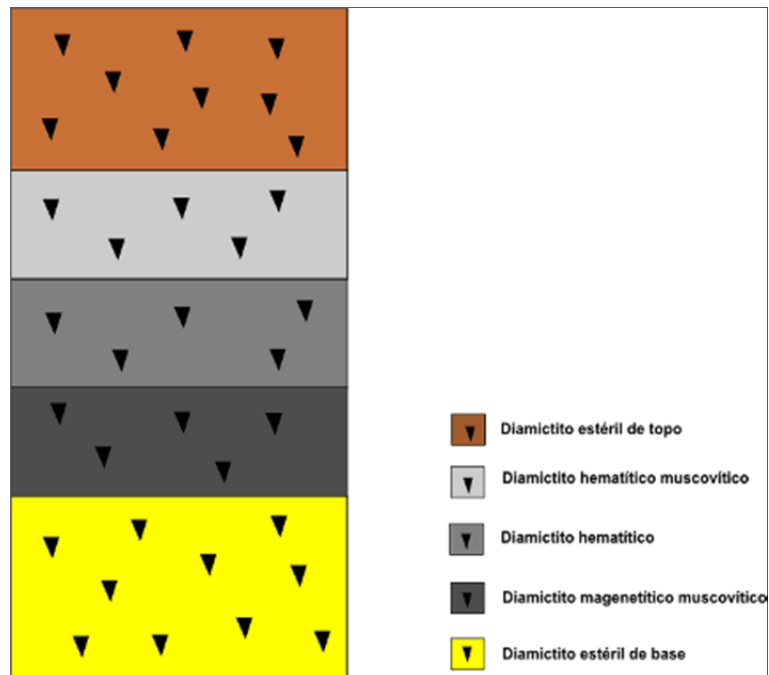 Diamictito estéril de topo
Diamictito hematítico muscovítico
Diamictito hematítico
Diamictito magenetítico muscovítico
Diamictito estéril de base